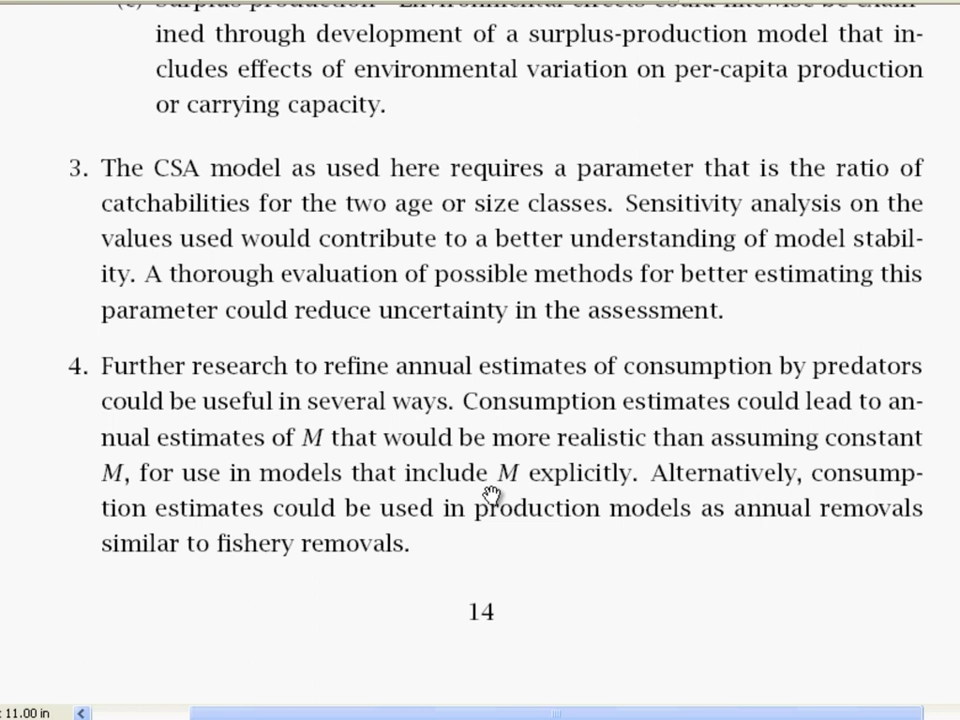 ined through development of a surplus-production model that in-
cludes effects of environmental variation on per-capita production
or carrying capacity.
3. The CSA model as used here requires a parameter that is the ratio of
catchabilities for the two age or size classes. Sensitivity analysis on the
values used would contribute to a better understanding of model stabil-
ity. A thorough evaluation of possible methods for better estimating this
parameter could reduce uncertainty in the assessment.
4. Further research to refine annual estimates of consumption by predators
could be useful in several ways. Consumption estimates could lead to an-
nual estimates of M that would be more realistic than assuming constant
M, for use in models that include M explicitly. Alternatively, consump-
tion estimates could be used in production models as annual removals
similar to fishery removals.
14
11.00 in